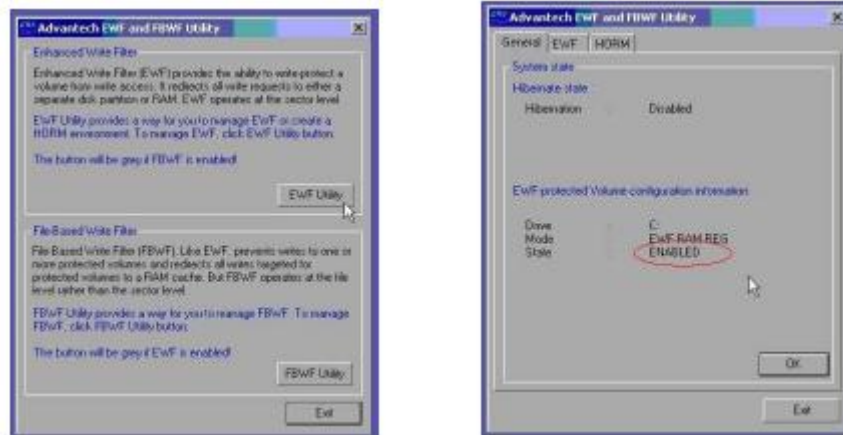 Advantech EWF and FBWF Utility
Enhanced Write Filter
Enhanced Write Filter (EWF) provides the ability to write-protect a
volume from write access. It redirects all write requests to either a
separate disk partition or RAM. EWF operates at the sector level
EWF Utility provides a way for you to manage EWF or create a
HORM environment. To manage EWF, click EWF Utility button.
The button will be grey if FBWF is enabled!
EWF Utility
File-Based Write Filter
File-Based Write Filter (FBWF). Like EWF, prevents writes to one or
more protected volumes and redirects all writes targeted for
protected volumes to a RAM cache. But FBWF operates at the file
level rather than the sector level
FBWF Utility provides a way for you to manage FBWF. To manage
FBWF, click FBWF Utility button.
The button will be grey if EWF is enabled!
FBWF Utility
Exit
Advantech EWF and FBWF Utility
General EWF HORM
System state
Hibernate state
Hibernation : Disabled
EWF protected Volume configuration information
Drive : C:
Mode : EWF-RAM REG
State : ENABLED
OK
Exit